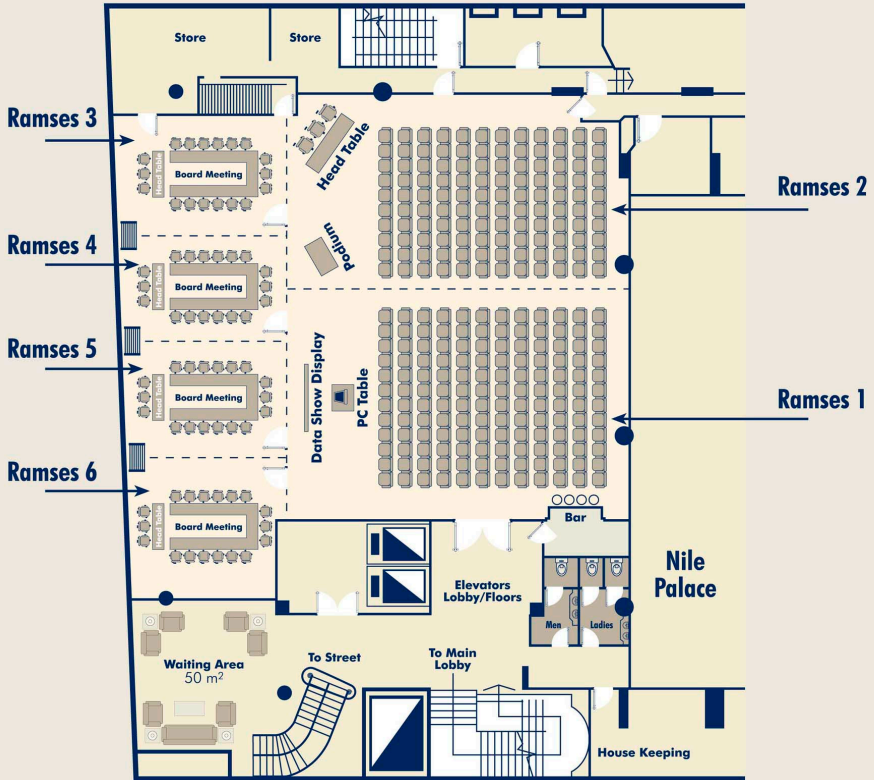 Store
Store
Ramses 3
Head Table
Head Table
Board Meeting
Ramses 2
Ramses 4
Podium
Head Table
Board Meeting
Ramses 5
Data Show Display
PC Table
Head Table
Board Meeting
Ramses 1
Ramses 6
Head Table
Board Meeting
Bar
Nile
Palace
Elevators
Lobby/Floors
Men
Ladies
Waiting Area
50 m²
To Street
To Main
Lobby
House Keeping